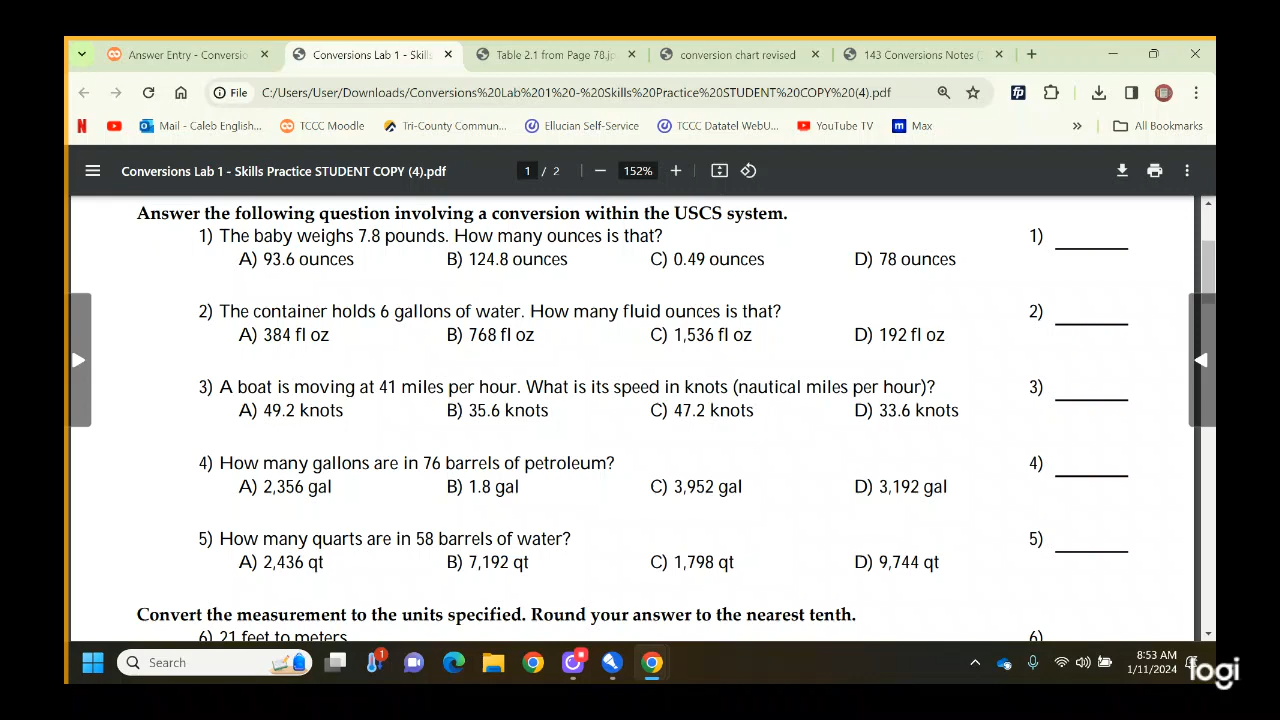 Answer Entry - Conversio
Conversions Lab 1 - Skills
Table 2.1 from Page 78.jp
conversion chart revised
143 Conversions Notes (
File
C:/Users/User/Downloads/Conversions%20Lab%201%20-%20Skills%20Practice%20STUDENT%20COPY%20(4).pdf
Mail - Caleb English...
TCCC Moodle
Tri-County Commun...
Ellucian Self-Service
TCCC Datatel WebU...
YouTube TV
Max
All Bookmarks
Conversions Lab 1 - Skills Practice STUDENT COPY (4).pdf
1 / 2
152%
Answer the following question involving a conversion within the USCS system.
1) The baby weighs 7.8 pounds. How many ounces is that? 1)
A) 93.6 ounces B) 124.8 ounces C) 0.49 ounces D) 78 ounces
2) The container holds 6 gallons of water. How many fluid ounces is that? 2)
A) 384 fl oz B) 768 fl oz C) 1,536 fl oz D) 192 fl oz
3) A boat is moving at 41 miles per hour. What is its speed in knots (nautical miles per hour)? 3)
A) 49.2 knots B) 35.6 knots C) 47.2 knots D) 33.6 knots
4) How many gallons are in 76 barrels of petroleum? 4)
A) 2,356 gal B) 1.8 gal C) 3,952 gal D) 3,192 gal
5) How many quarts are in 58 barrels of water? 5)
A) 2,436 qt B) 7,192 qt C) 1,798 qt D) 9,744 qt
Convert the measurement to the units specified. Round your answer to the nearest tenth.
6) 21 feet to meters 6)
Search
1
8:53 AM
1/11/2024
logi